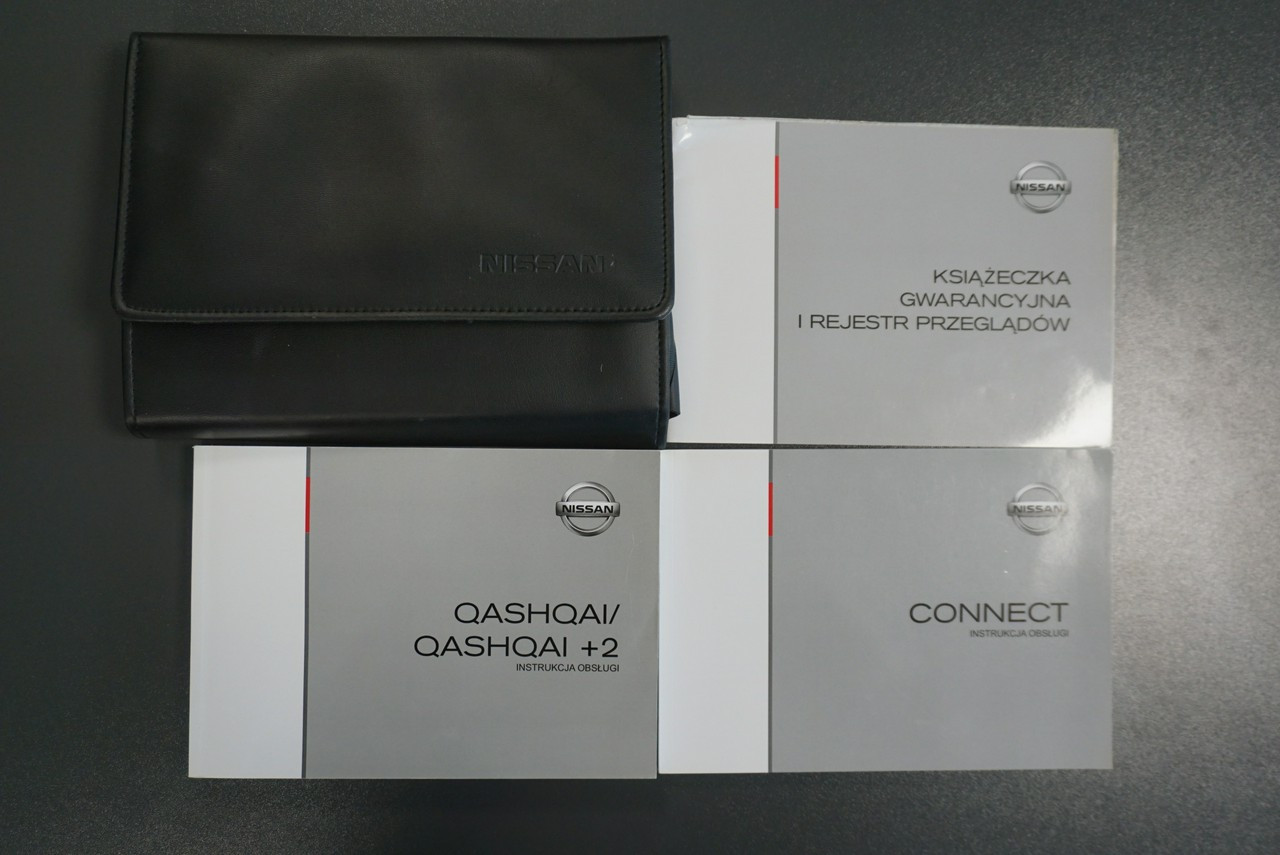 NISSAN
NISSAN
KSIĄŻECZKA
GWARANCYJNA
I REJESTR PRZEGLĄDÓW
NISSAN
QASHQAI/
QASHQAI +2
INSTRUKCJA OBSŁUGI
NISSAN
CONNECT
INSTRUKCJA OBSŁUGI